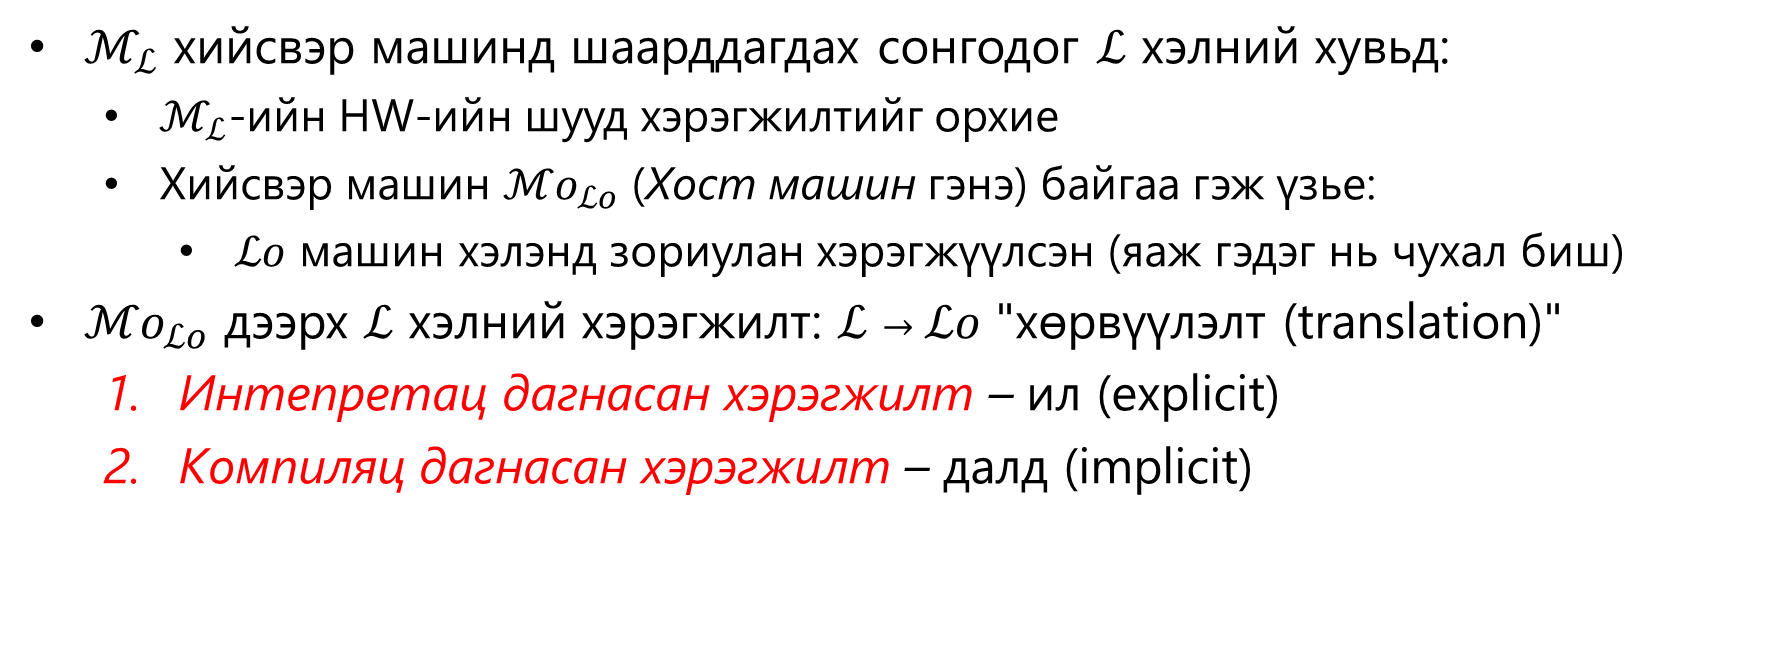 • ℳ_ℒ хийсвэр машинд шаарддагдах сонгодог ℒ хэлний хувьд:
• ℳ_ℒ-ийн HW-ийн шууд хэрэгжилтийг орхие
• Хийсвэр машин ℳo_ℒo (Хост машин гэнэ) байгаа гэж үзье:
• ℒo машин хэлэнд зориулан хэрэгжүүлсэн (яаж гэдэг нь чухал биш)
• ℳo_ℒo дээрх ℒ хэлний хэрэгжилт: ℒ → ℒo "хөрвүүлэлт (translation)"
1. Интепретац дагнасан хэрэгжилт – ил (explicit)
2. Компиляц дагнасан хэрэгжилт – далд (implicit)